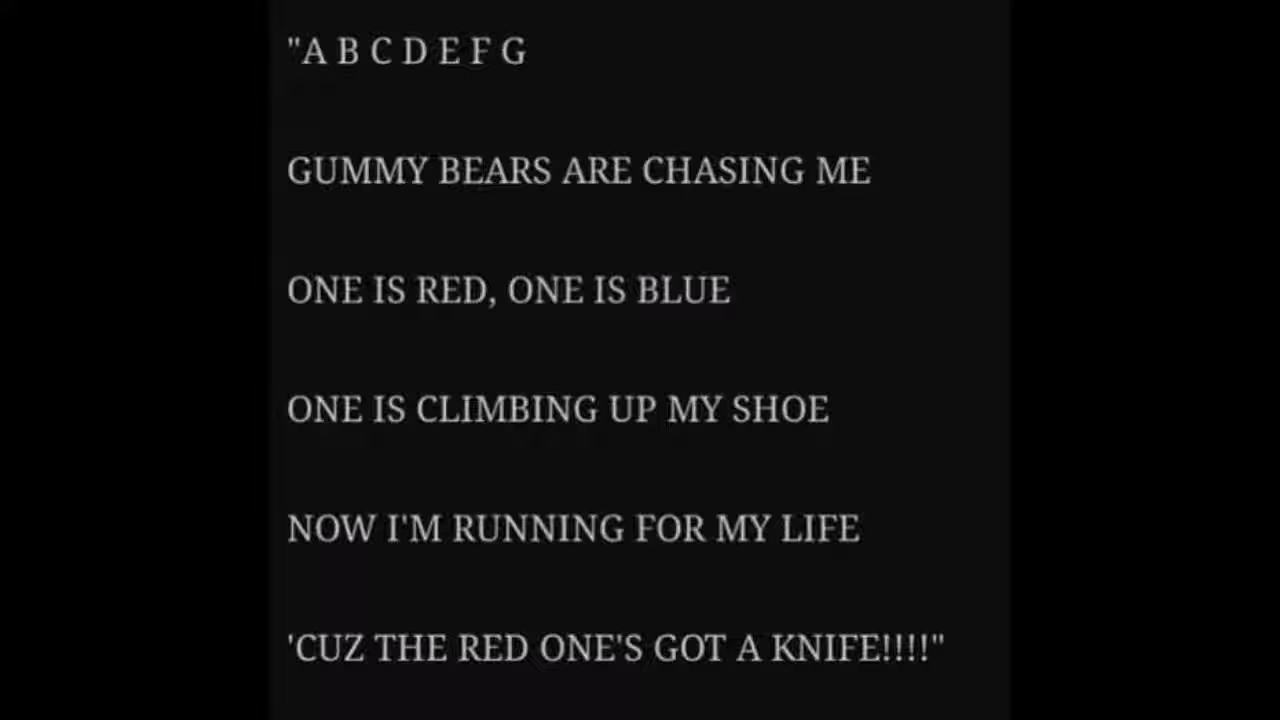 "A B C D E F G
GUMMY BEARS ARE CHASING ME
ONE IS RED, ONE IS BLUE
ONE IS CLIMBING UP MY SHOE
NOW I'M RUNNING FOR MY LIFE
'CUZ THE RED ONE'S GOT A KNIFE!!!!"